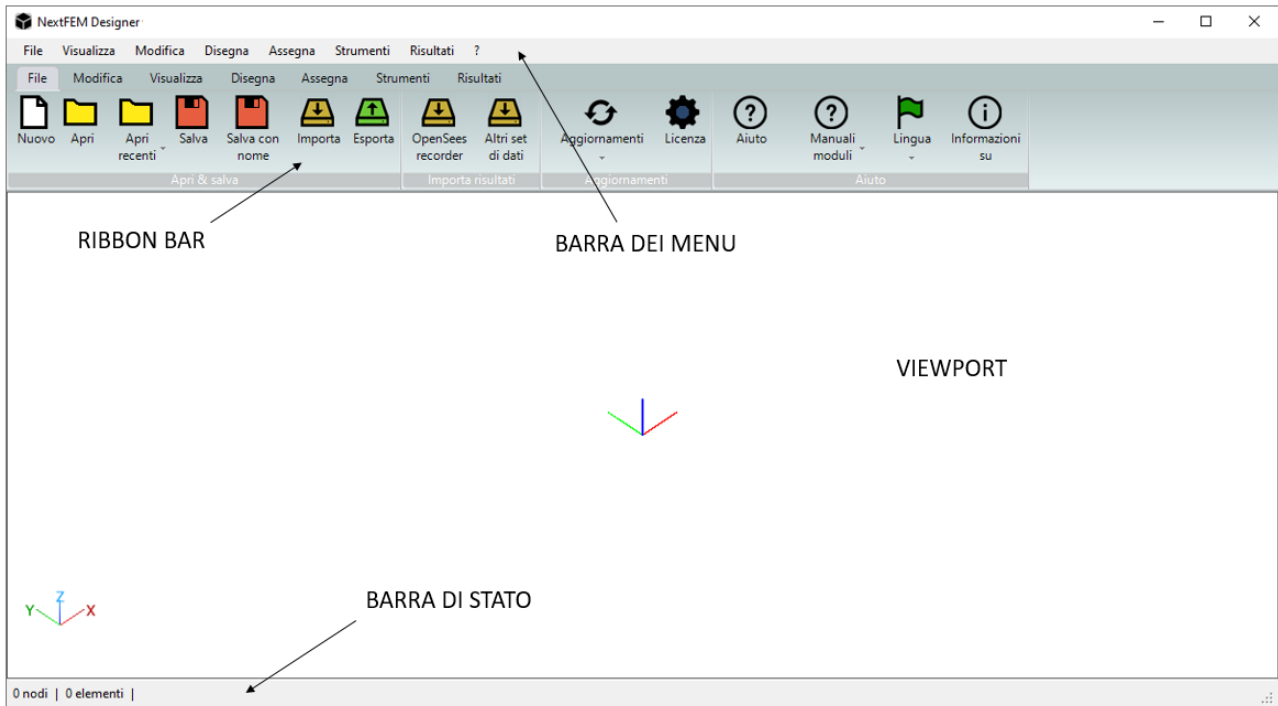 NextFEM Designer
File Visualizza Modifica Disegna Assegna Strumenti Risultati ?
File Modifica Visualizza Disegna Assegna Strumenti Risultati
Nuovo Apri Apri recenti Salva Salva con nome Importa Esporta OpenSees recorder Altri set di dati Aggiornamenti Licenza Aiuto Manuali moduli Lingua Informazioni su
Apri & salva Importa risultati Aggiornamenti Aiuto
RIBBON BAR BARRA DEI MENU
VIEWPORT
BARRA DI STATO
Z
Y X
0 nodi | 0 elementi |